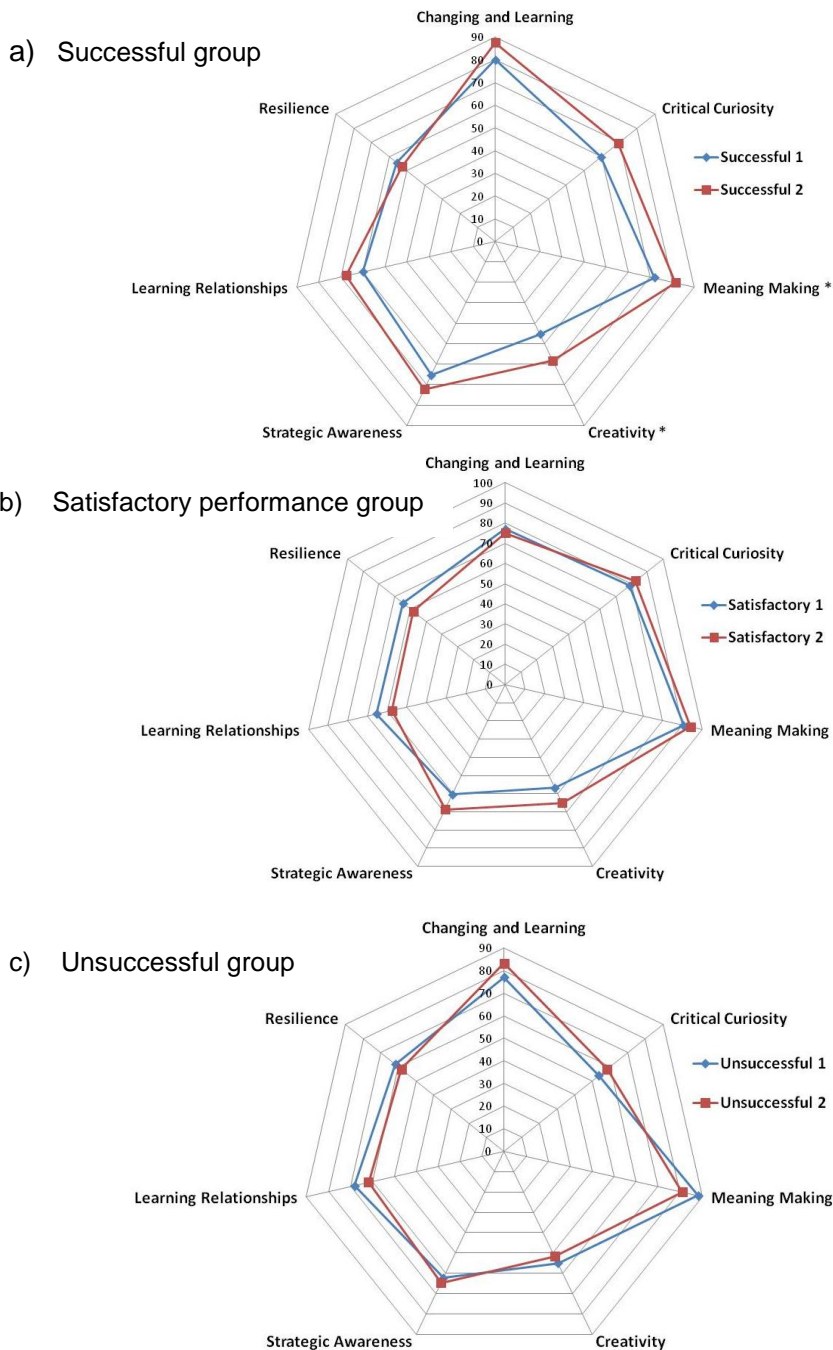 a) Successful group
Changing and Learning
90
80
70
60
50
40
30
20
10
0
Resilience
Critical Curiosity
Successful 1
Successful 2
Learning Relationships
Meaning Making *
Strategic Awareness
Creativity *
b) Satisfactory performance group
Changing and Learning
100
90
80
70
60
50
40
30
20
10
0
Resilience
Critical Curiosity
Satisfactory 1
Satisfactory 2
Learning Relationships
Meaning Making
Strategic Awareness
Creativity
c) Unsuccessful group
Changing and Learning
90
80
70
60
50
40
30
20
10
0
Resilience
Critical Curiosity
Unsuccessful 1
Unsuccessful 2
Learning Relationships
Meaning Making
Strategic Awareness
Creativity